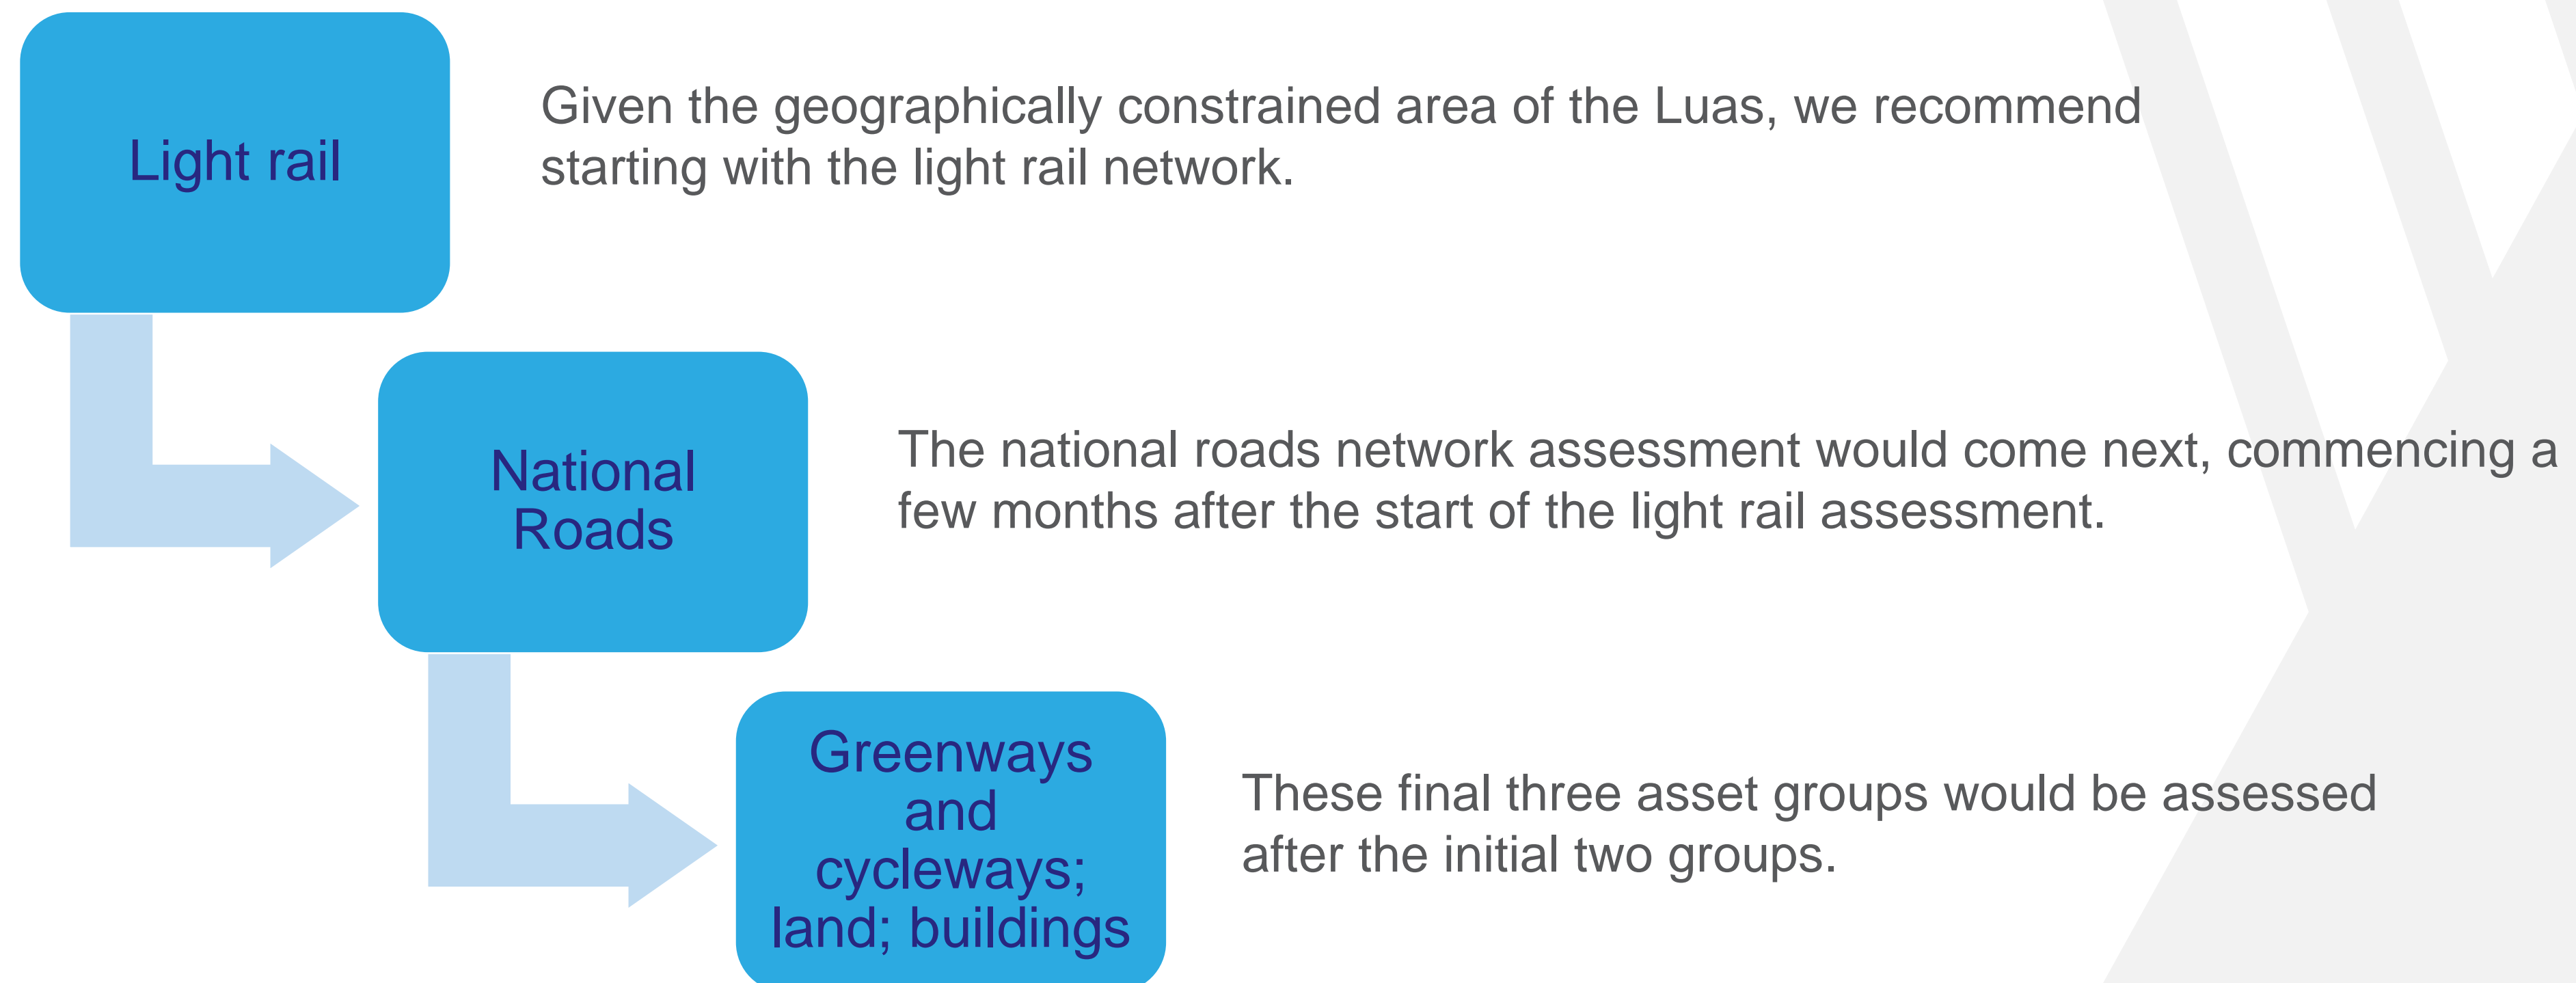 Light rail
Given the geographically constrained area of the Luas, we recommend
starting with the light rail network.
National
Roads
The national roads network assessment would come next, commencing a
few months after the start of the light rail assessment.
Greenways
and
cycleways;
land; buildings
These final three asset groups would be assessed
after the initial two groups.